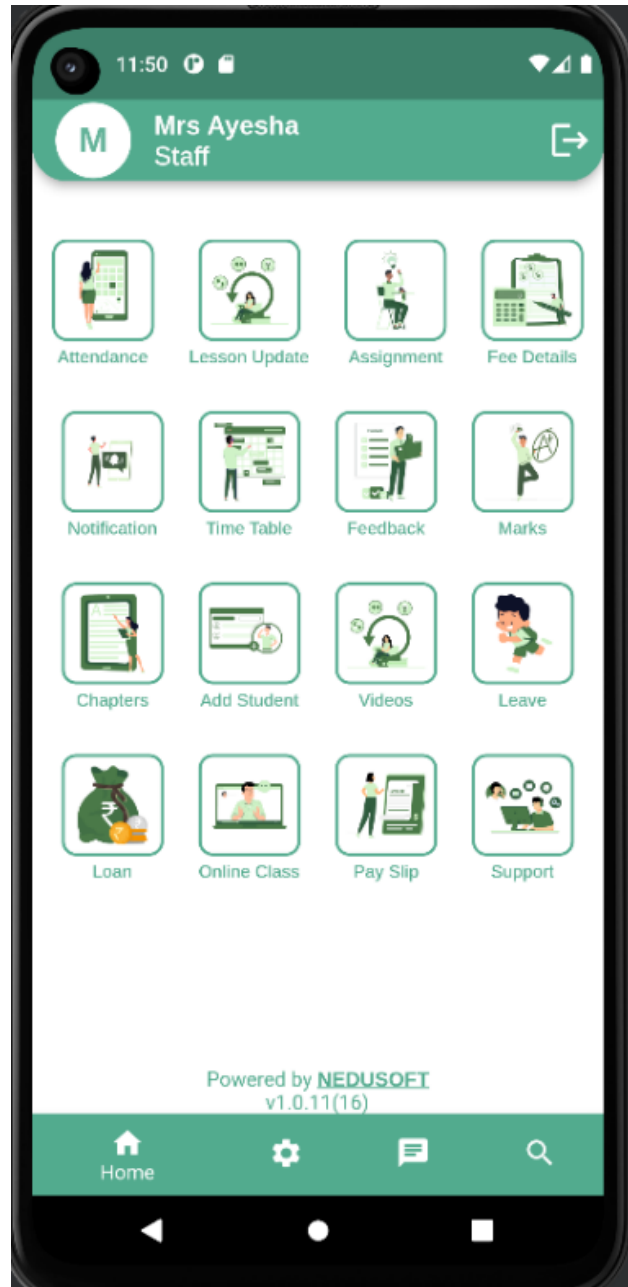 11:50
M
Mrs Ayesha
Staff
Attendance
Lesson Update
Assignment
Fee Details
Notification
Time Table
Feedback
Marks
Chapters
Add Student
Videos
Leave
Loan
Online Class
Pay Slip
Support
Powered by NEDUSOFT
v1.0.11(16)
Home